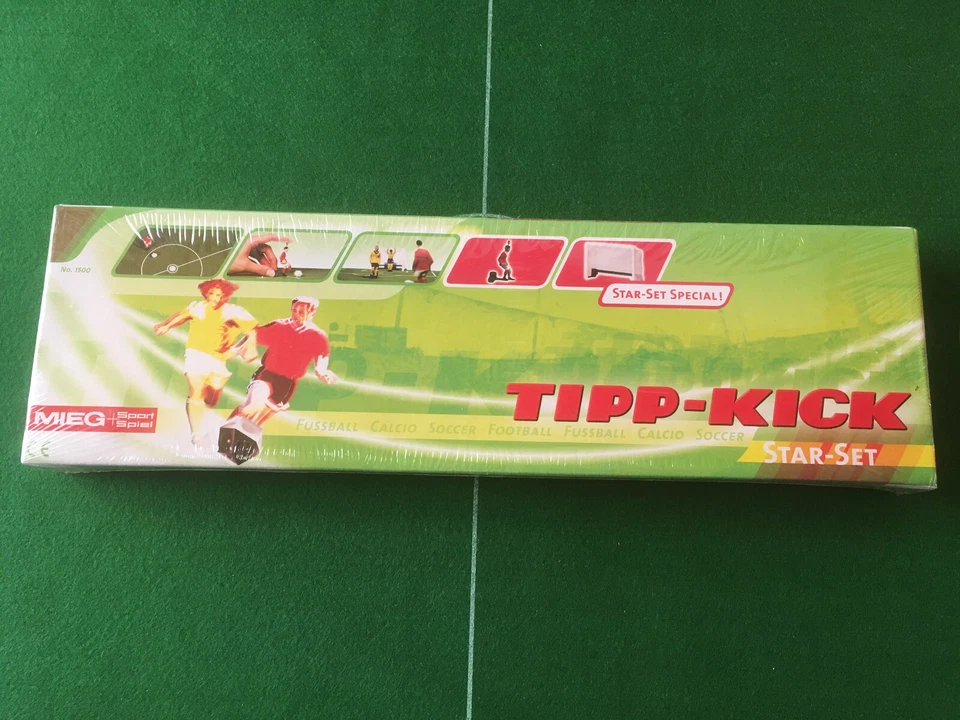 No. 1500
STAR-SET SPECIAL!
TIPP-KICK
MIEG+Sport
Spiel
FUSSBALL CALCIO SOCCER FOOTBALL FUSSBALL CALCIO SOCCER
STAR-SET
CE